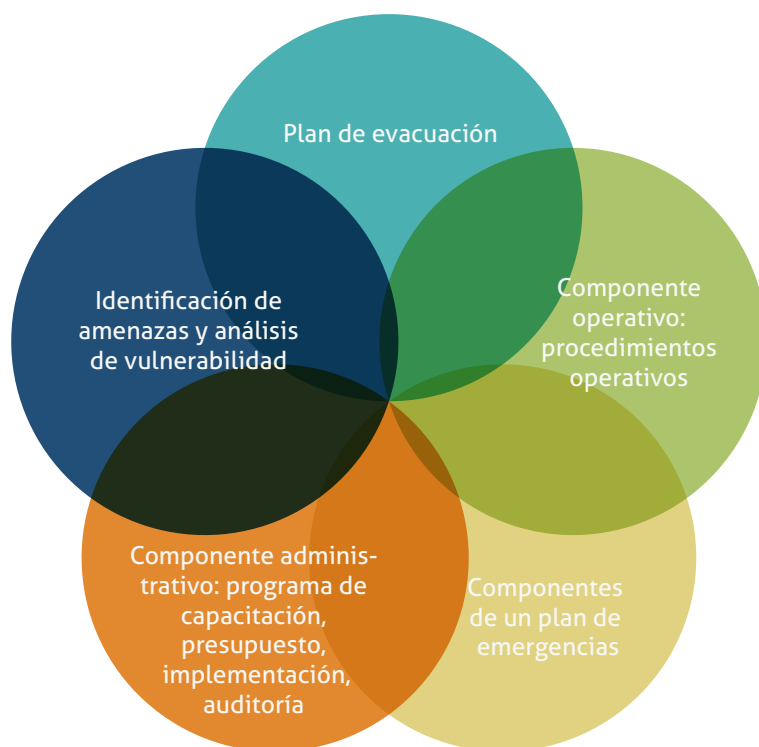 Plan de evacuación
Componente
operativo:
procedimientos
operativos
Identificación de
amenazas y análisis
de vulnerabilidad
Componente adminis-
trativo: programa de
capacitación,
presupuesto,
implementación,
auditoría
Componentes
de un plan de
emergencias